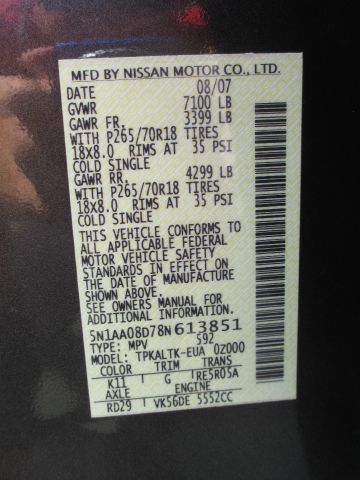 MFD BY NISSAN MOTOR CO., LTD.
DATE 08/07
GVWR 7100 LB
GAWR FR. 3399 LB
WITH P265/70R18 TIRES
18X8.0 RIMS AT 35 PSI
COLD SINGLE
GAWR RR. 4299 LB
WITH P265/70R18 TIRES
18X8.0 RIMS AT 35 PSI
COLD SINGLE
THIS VEHICLE CONFORMS TO
ALL APPLICABLE FEDERAL
MOTOR VEHICLE SAFETY
STANDARDS IN EFFECT ON
THE DATE OF MANUFACTURE
SHOWN ABOVE.
SEE OWNERS MANUAL FOR
ADDITIONAL INFORMATION.
5N1AA08D78N613851
TYPE: MPV 592
MODEL: TPKALTK-EUA 0Z000
COLOR TRIM TRANS
K11 G RE5R05A
AXLE ENGINE
RD29 VK56DE 5552CC